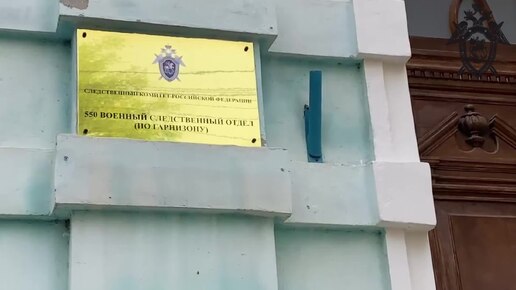 СЛЕДСТВЕННЫЙ КОМИТЕТ РОССИЙСКОЙ ФЕДЕРАЦИИ
550 ВОЕННЫЙ СЛЕДСТВЕННЫЙ ОТДЕЛ
(ПО ГАРНИЗОНУ)